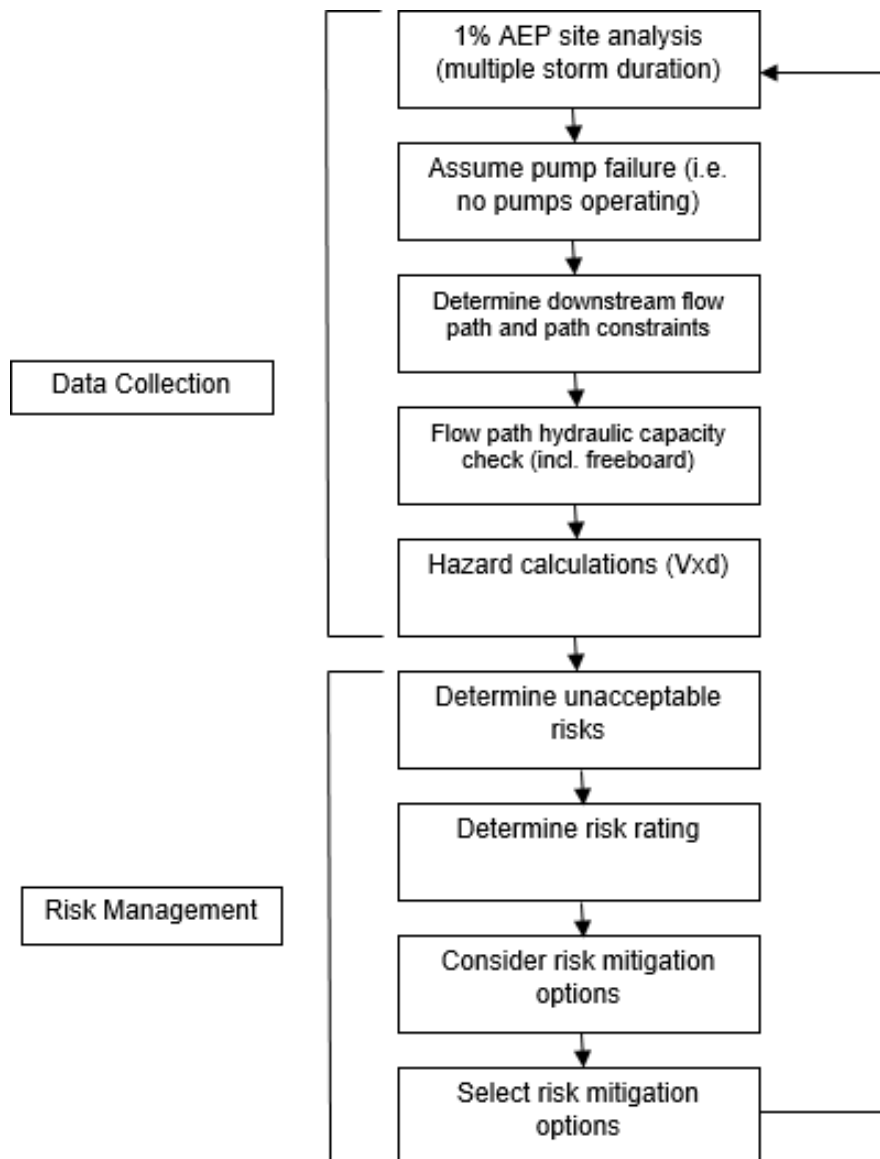 1% AEP site analysis
(multiple storm duration)
Assume pump failure (i.e.
no pumps operating)
Determine downstream flow
path and path constraints
Data Collection
Flow path hydraulic capacity
check (incl. freeboard)
Hazard calculations (Vxd)
Determine unacceptable
risks
Determine risk rating
Risk Management
Consider risk mitigation
options
Select risk mitigation
options